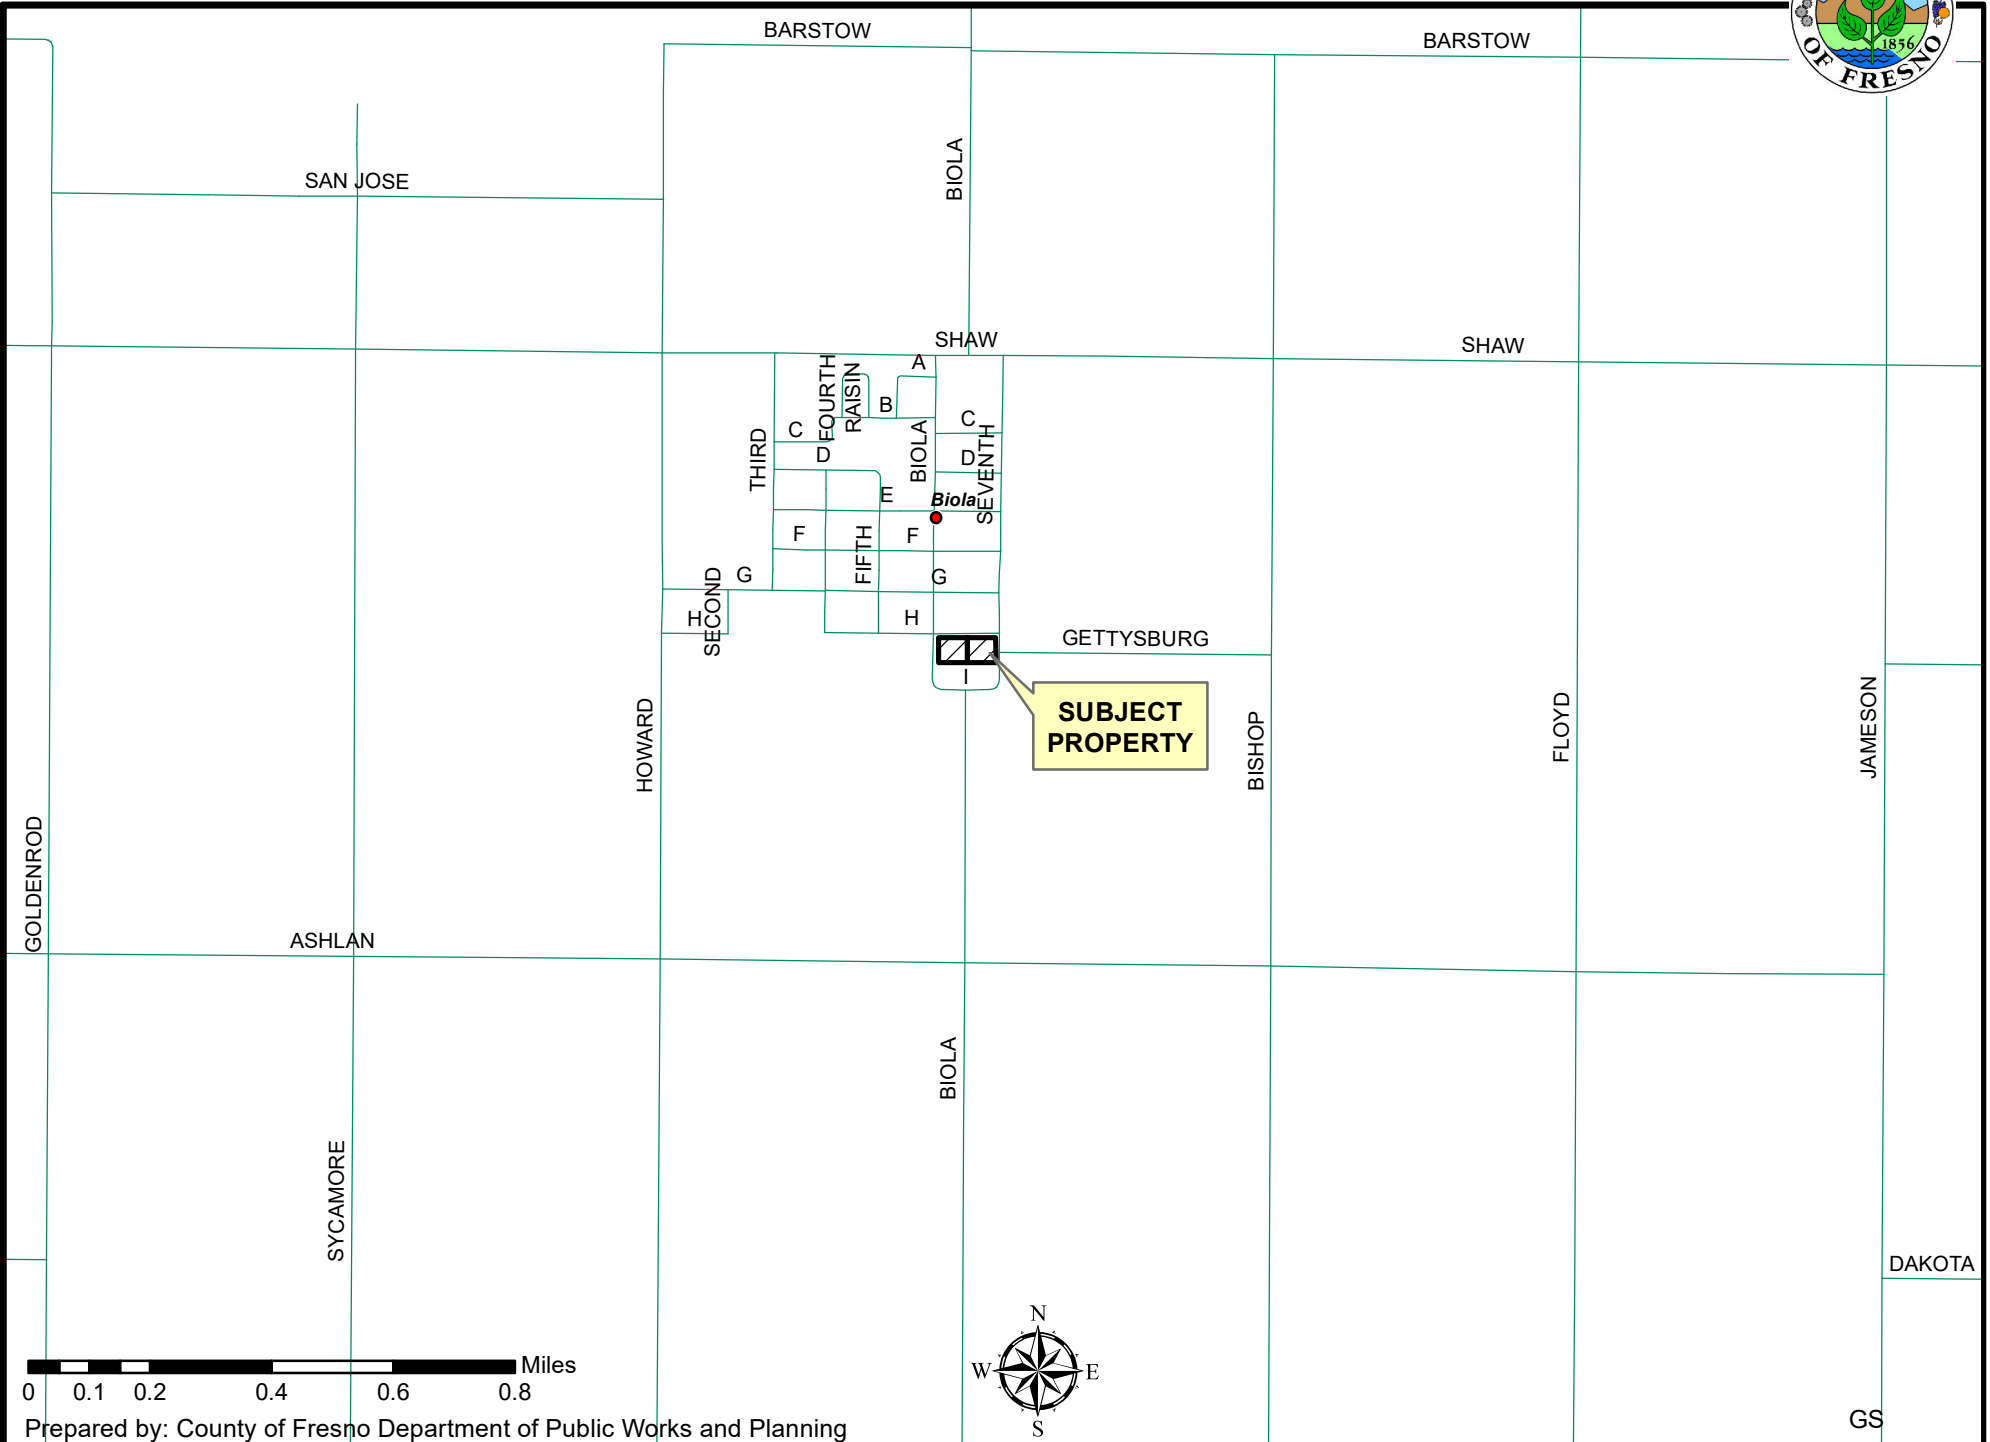 BARSTOW
BARSTOW
1856
OF FRESNO
BIOLA
SAN JOSE
SHAW
SHAW
A
FOURTH
RAISIN
B
C
C
THIRD
BIOLA
D
D
SEVENTH
E
Biola
F
F
FIFTH
G
G
SECOND
H
H
GETTYSBURG
I
SUBJECT
PROPERTY
HOWARD
BISHOP
FLOYD
JAMESON
GOLDENROD
ASHLAN
BIOLA
SYCAMORE
DAKOTA
N
W E
S
Miles
0 0.1 0.2 0.4 0.6 0.8
GS
Prepared by: County of Fresno Department of Public Works and Planning